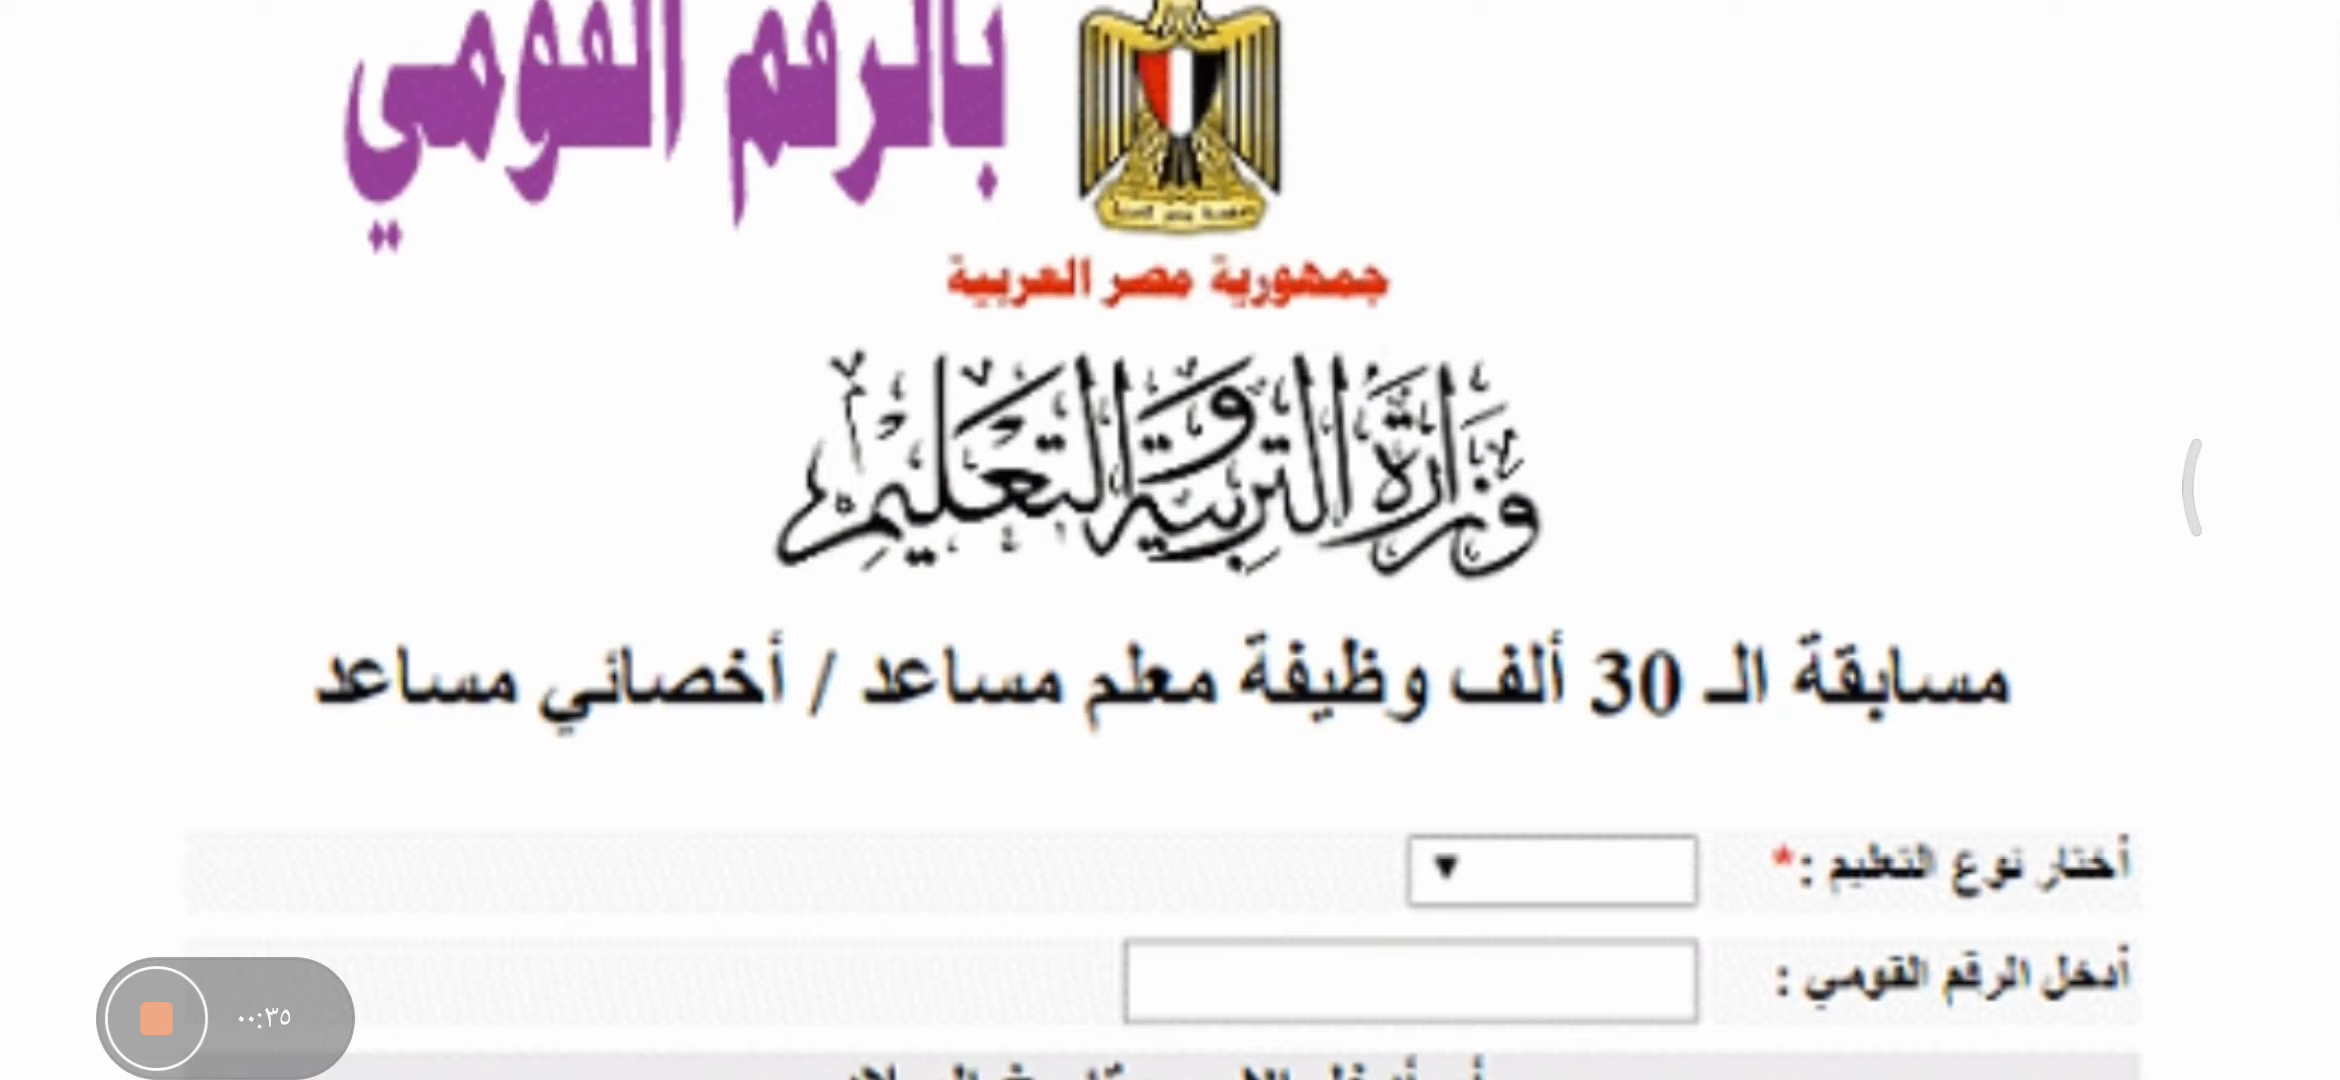 بالرقم القومي
جمهورية مصر العربية
وزارة التربية والتعليم
مسابقة الـ 30 ألف وظيفة معلم مساعد / أخصائي مساعد
أختار نوع التعليم :*
أدخل الرقم القومي :
٠٠:٣٥